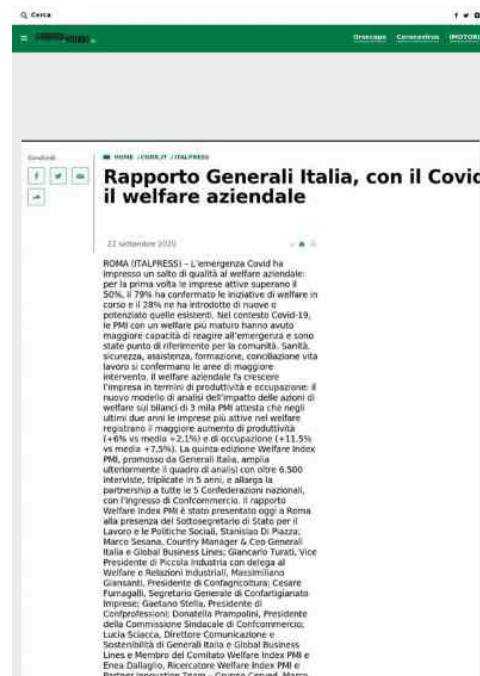 Cerca
Oroscopo Coronavirus IMOTORI
Condividi
HOME / CODR.IT / ITALPRESS
Rapporto Generali Italia, con il Covid
il welfare aziendale
22 settembre 2020
ROMA (ITALPRESS) – L'emergenza Covid ha
impresso un salto di qualità al welfare aziendale:
per la prima volta le imprese attive superano il
50%, il 79% ha confermato le iniziative di welfare in
corso e il 28% ne ha introdotte di nuove o
potenziato quelle esistenti. Nel contesto Covid-19,
le PMI con un welfare più maturo hanno avuto
maggiore capacità di reagire all'emergenza e sono
state punto di riferimento per la comunità. Sanità,
sicurezza, assistenza, formazione, conciliazione vita
lavoro si confermano le aree di maggiore
intervento. Il welfare aziendale fa crescere
l'impresa in termini di produttività e occupazione: il
nuovo modello di analisi dell'impatto delle azioni di
welfare sui bilanci di 3 mila PMI attesta che negli
ultimi due anni le imprese più attive nel welfare
registrano il maggiore aumento di produttività
(+6% vs media +2,1%) e di occupazione (+11,5%
vs media +7,5%). La quinta edizione Welfare Index
PMI, promosso da Generali Italia, amplia
ulteriormente il quadro di analisi con oltre 6.500
interviste, triplicate in 5 anni, e allarga la
partnership a tutte le 5 Confederazioni nazionali,
con l'ingresso di Confcommercio. Il rapporto
Welfare Index PMI è stato presentato oggi a Roma
alla presenza del Sottosegretario di Stato per il
Lavoro e le Politiche Sociali, Stanislao Di Piazza;
Marco Sesana, Country Manager & Ceo Generali
Italia e Global Business Lines; Giancarlo Turati, Vice
Presidente di Piccola Industria con delega al
Welfare e Relazioni Industriali, Massimiliano
Giansanti, Presidente di Confagricoltura; Cesare
Fumagalli, Segretario Generale di Confartigianato
Imprese; Gaetano Stella, Presidente di
Confprofessioni; Donatella Prampolini, Presidente
della Commissione Sindacale di Confcommercio;
Lucia Sciacca, Direttore Comunicazione e
Sostenibilità di Generali Italia e Global Business
Lines e Membro del Comitato Welfare Index PMI e
Enea Dallaglio, Ricercatore Welfare Index PMI e
Partner Innovation Team – Gruppo Cerved. Marco